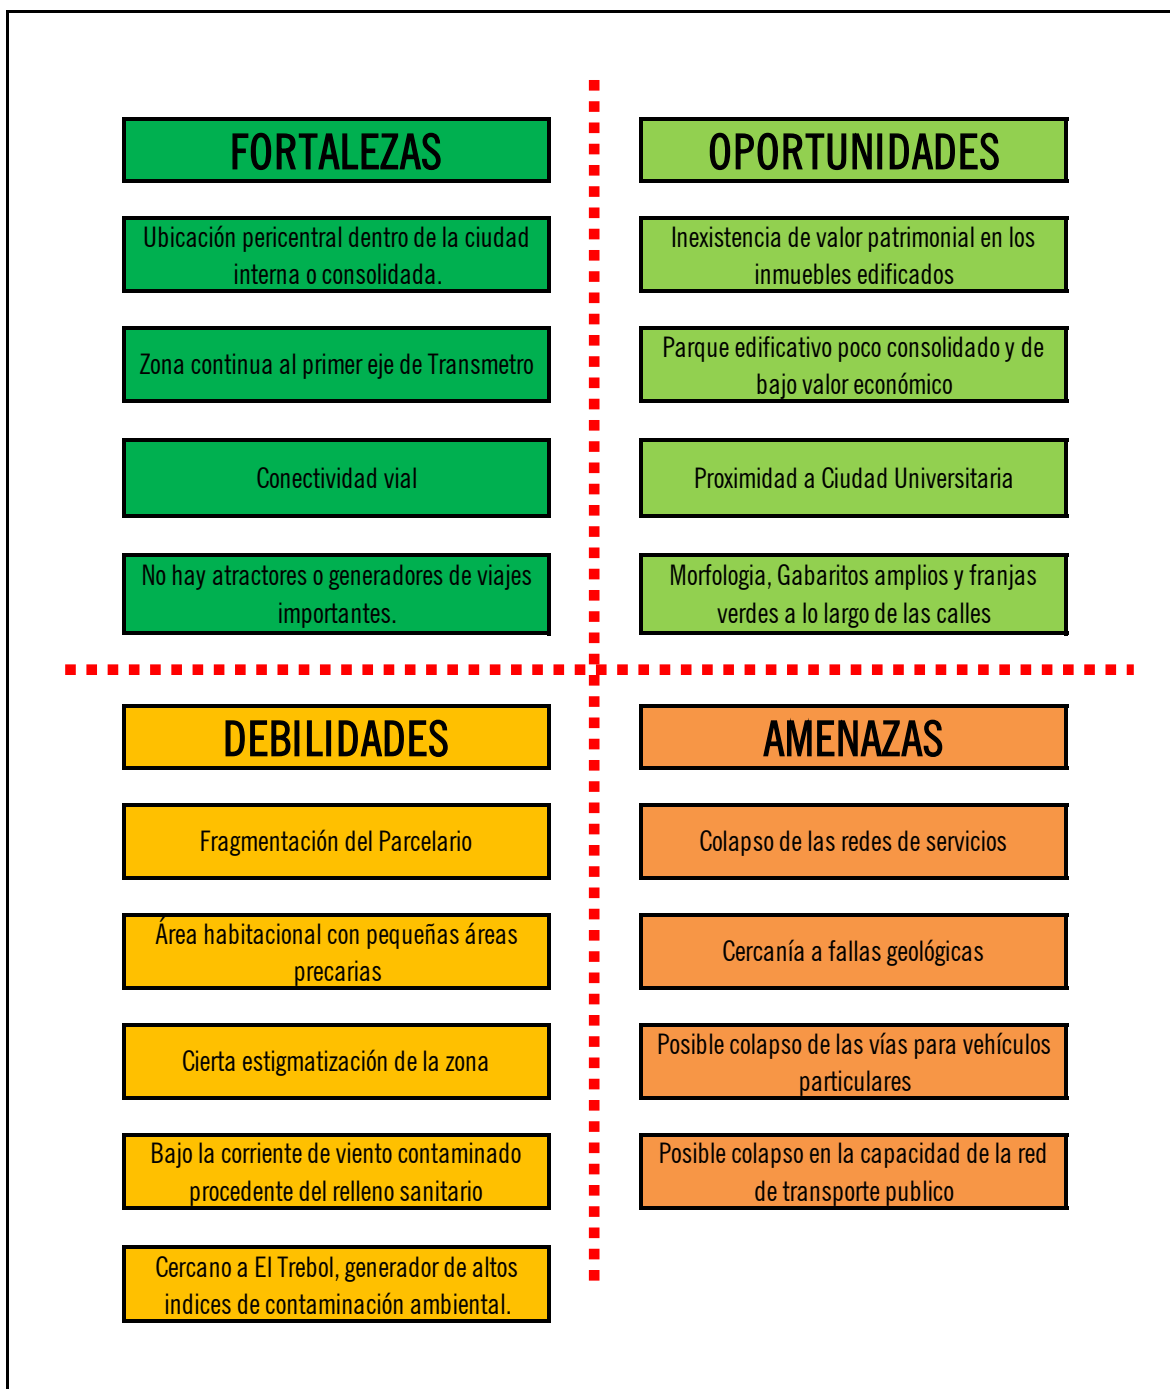 FORTALEZAS
Ubicación pericentral dentro de la ciudad
interna o consolidada.
Zona continua al primer eje de Transmetro
Conectividad vial
No hay atractores o generadores de viajes
importantes.
OPORTUNIDADES
Inexistencia de valor patrimonial en los
inmuebles edificados
Parque edificativo poco consolidado y de
bajo valor económico
Proximidad a Ciudad Universitaria
Morfologia, Gabaritos amplios y franjas
verdes a lo largo de las calles
DEBILIDADES
Fragmentación del Parcelario
Área habitacional con pequeñas áreas
precarias
Cierta estigmatización de la zona
Bajo la corriente de viento contaminado
procedente del relleno sanitario
Cercano a El Trebol, generador de altos
indices de contaminación ambiental.
AMENAZAS
Colapso de las redes de servicios
Cercanía a fallas geológicas
Posible colapso de las vías para vehículos
particulares
Posible colapso en la capacidad de la red
de transporte publico